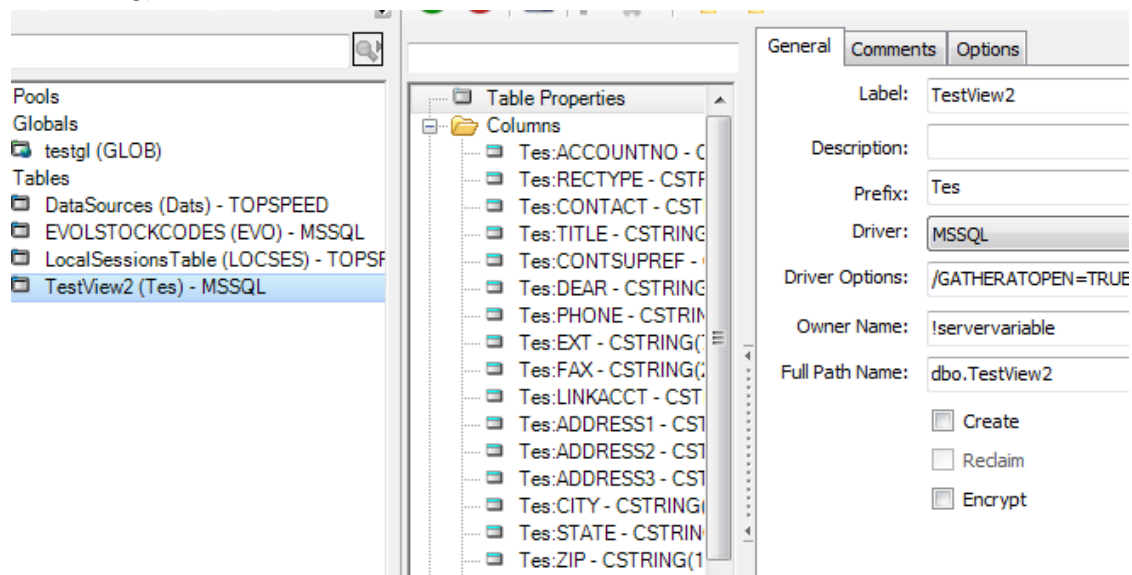 Pools
Globals
testgl (GLOB)
Tables
DataSources (Dats) - TOPSPEED
EVOLSTOCKCODES (EVO) - MSSQL
LocalSessionsTable (LOCSES) - TOPSF
TestView2 (Tes) - MSSQL
Table Properties
Columns
Tes:ACCOUNTNO - C
Tes:RECTYPE - CSTF
Tes:CONTACT - CST
Tes:TITLE - CSTRING
Tes:CONTSUPREF -
Tes:DEAR - CSTRING
Tes:PHONE - CSTRIN
Tes:EXT - CSTRING(
Tes:FAX - CSTRING(
Tes:LINKACCT - CST
Tes:ADDRESS1 - CST
Tes:ADDRESS2 - CST
Tes:ADDRESS3 - CST
Tes:CITY - CSTRING(
Tes:STATE - CSTRIN
Tes:ZIP - CSTRING(1
General Comments Options
Label: TestView2
Description:
Prefix: Tes
Driver: MSSQL
Driver Options: /GATHERATOPEN=TRUE
Owner Name: !servervariable
Full Path Name: dbo.TestView2
Create
Reclaim
Encrypt